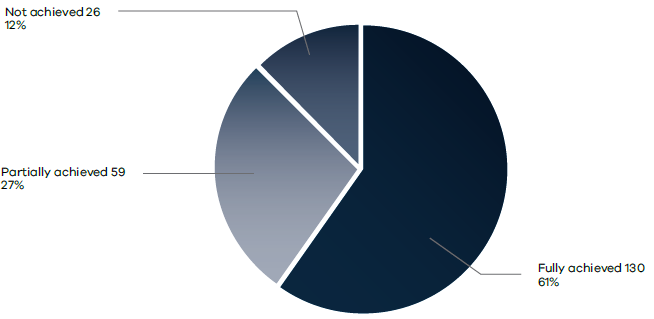 Not achieved 26
12%
Partially achieved 59
27%
Fully achieved 130
61%